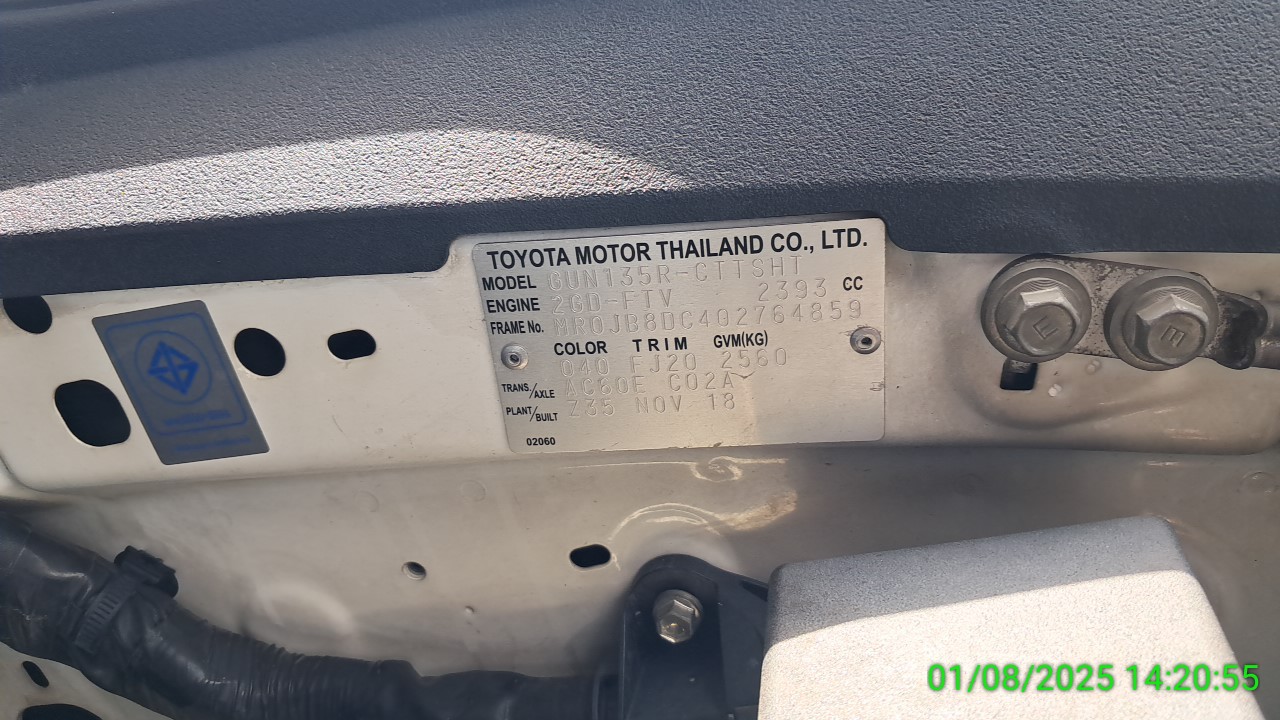 TOYOTA MOTOR THAILAND CO., LTD.
MODEL GUN135R-CTTSHT
ENGINE 2GD-FTV 2393 CC
FRAME No. MR0JB8DC402764859
COLOR TRIM GVM(KG)
040 FJ20 2560
TRANS./AXLE AC60E C02A
PLANT/BUILT Z35 NOV 18
02060
01/08/2025 14:20:55